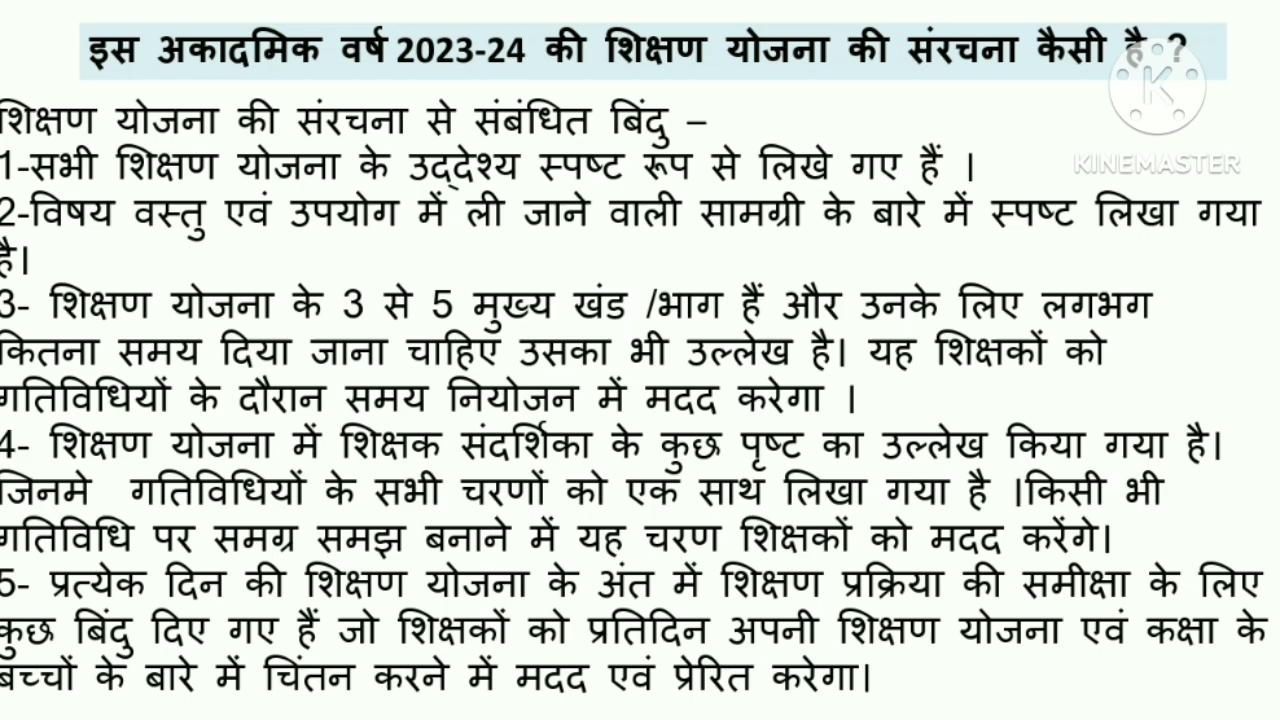 इस अकादमिक वर्ष 2023-24 की शिक्षण योजना की संरचना कैसी है ?
KINEMASTER
शिक्षण योजना की संरचना से संबंधित बिंदु –
1-सभी शिक्षण योजना के उद्देश्य स्पष्ट रूप से लिखे गए हैं ।
2-विषय वस्तु एवं उपयोग में ली जाने वाली सामग्री के बारे में स्पष्ट लिखा गया
है।
3- शिक्षण योजना के 3 से 5 मुख्य खंड /भाग हैं और उनके लिए लगभग
कितना समय दिया जाना चाहिए उसका भी उल्लेख है। यह शिक्षकों को
गतिविधियों के दौरान समय नियोजन में मदद करेगा ।
4- शिक्षण योजना में शिक्षक संदर्शिका के कुछ पृष्ट का उल्लेख किया गया है।
जिनमे गतिविधियों के सभी चरणों को एक साथ लिखा गया है ।किसी भी
गतिविधि पर समग्र समझ बनाने में यह चरण शिक्षकों को मदद करेंगे।
5- प्रत्येक दिन की शिक्षण योजना के अंत में शिक्षण प्रक्रिया की समीक्षा के लिए
कुछ बिंदु दिए गए हैं जो शिक्षकों को प्रतिदिन अपनी शिक्षण योजना एवं कक्षा के
बच्चों के बारे में चिंतन करने में मदद एवं प्रेरित करेगा।